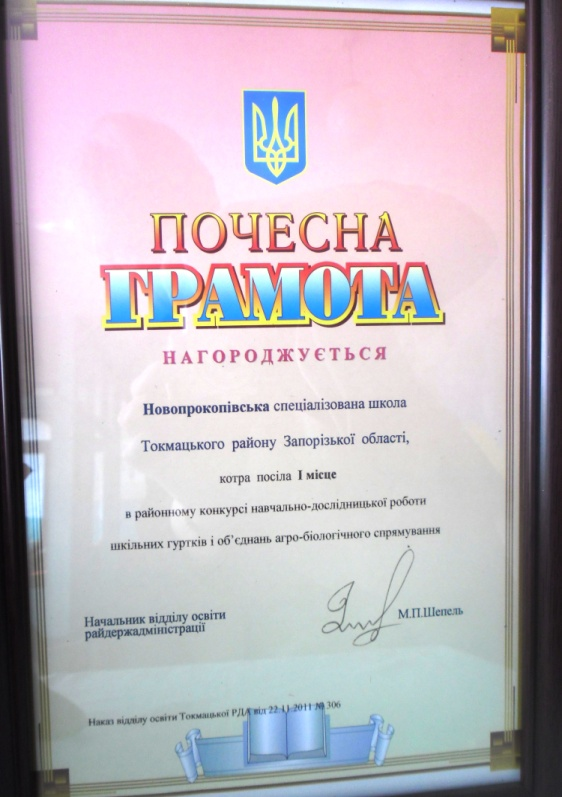 ПОЧЕСНА
ГРАМОТА
НАГОРОДЖУЄТЬСЯ
Новопрокопівська спеціалізована школа
Токмацького району Запорізької області,
котра посіла І місце
в районному конкурсі навчально-дослідницької роботи
шкільних гуртків і об'єднань агро-біологічного спрямування
Начальник відділу освіти
райдержадміністрації
М.П.Шепель
Наказ відділу освіти Токмацької РДА від 22.11.2011 № 306